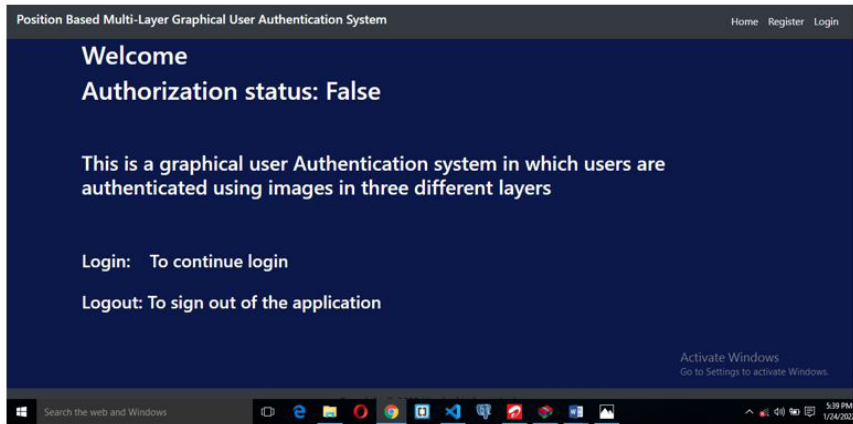 Position Based Multi-Layer Graphical User Authentication System
Home Register Login
Welcome
Authorization status: False
This is a graphical user Authentication system in which users are
authenticated using images in three different layers
Login: To continue login
Logout: To sign out of the application
Activate Windows
Go to Settings to activate Windows.
Search the web and Windows
5:39 PM